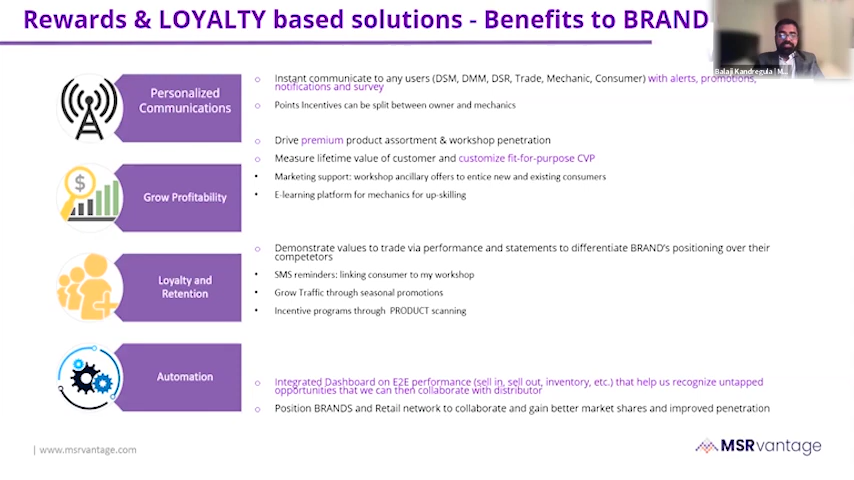 Rewards & LOYALTY based solutions - Benefits to BRAND
Balaji Kandregula | M...
Personalized
Communications
o Instant communicate to any users (DSM, DMM, DSR, Trade, Mechanic, Consumer) with alerts, promotions,
notifications and survey
o Points Incentives can be split between owner and mechanics
Grow Profitability
o Drive premium product assortment & workshop penetration
o Measure lifetime value of customer and customize fit-for-purpose CVP
• Marketing support: workshop ancillary offers to entice new and existing consumers
• E-learning platform for mechanics for up-skilling
Loyalty and
Retention
o Demonstrate values to trade via performance and statements to differentiate BRAND's positioning over their
competors
• SMS reminders: linking consumer to my workshop
• Grow Traffic through seasonal promotions
• Incentive programs through PRODUCT scanning
Automation
o Integrated Dashboard on E2E performance (sell in, sell out, inventory, etc.) that help us recognize untapped
opportunities that we can then collaborate with distributor
o Position BRANDS and Retail network to collaborate and gain better market shares and improved penetration
| www.msrvantage.com
MSRvantage